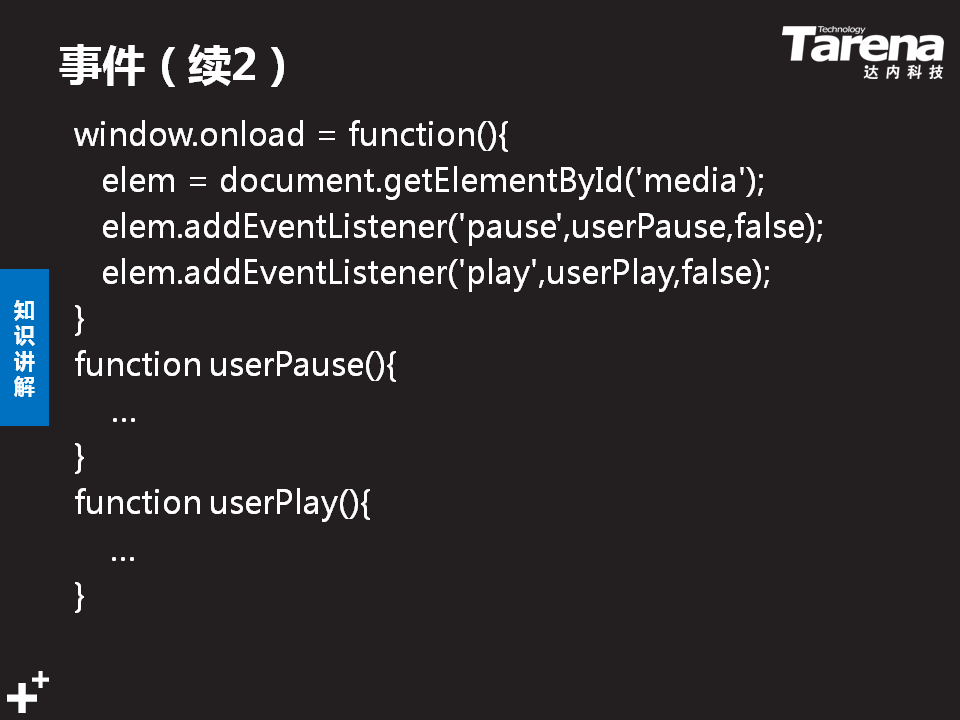 事件（续2）
Technology
Tarena
达内科技
window.onload = function(){
elem = document.getElementById('media');
elem.addEventListener('pause',userPause,false);
elem.addEventListener('play',userPlay,false);
}
function userPause(){
…
}
function userPlay(){
…
}
知识讲解